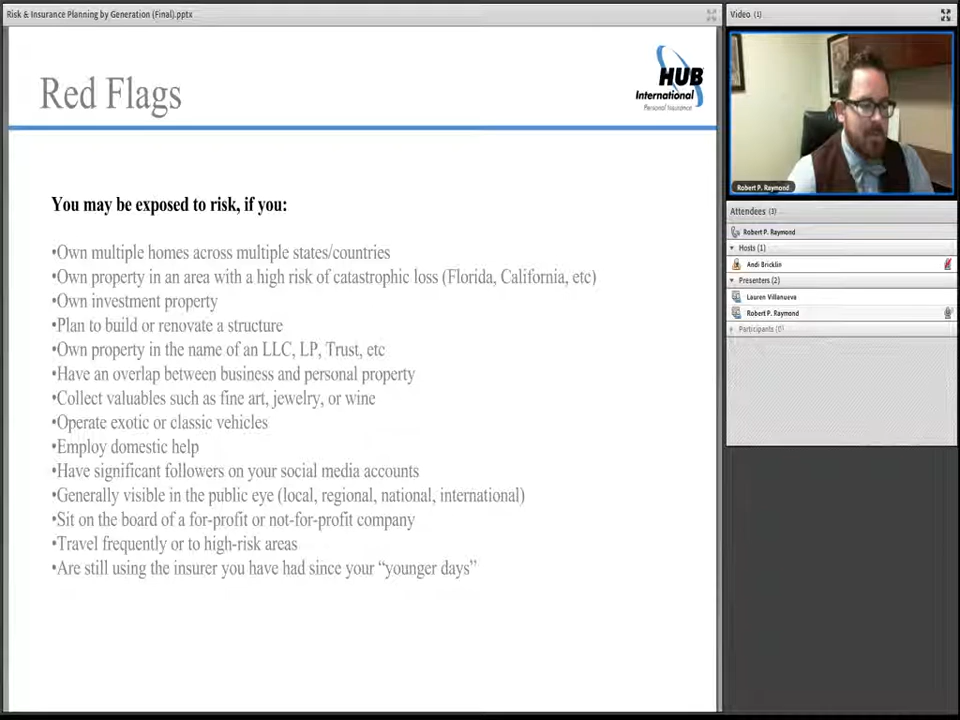 Risk & Insurance Planning by Generation (Final).pptx
Red Flags
HUB
International
Personal Insurance
You may be exposed to risk, if you:
•Own multiple homes across multiple states/countries
•Own property in an area with a high risk of catastrophic loss (Florida, California, etc)
•Own investment property
•Plan to build or renovate a structure
•Own property in the name of an LLC, LP, Trust, etc
•Have an overlap between business and personal property
•Collect valuables such as fine art, jewelry, or wine
•Operate exotic or classic vehicles
•Employ domestic help
•Have significant followers on your social media accounts
•Generally visible in the public eye (local, regional, national, international)
•Sit on the board of a for-profit or not-for-profit company
•Travel frequently or to high-risk areas
•Are still using the insurer you have had since your “younger days”
Video (1)
Robert P. Raymond
Attendees (3)
Robert P. Raymond
Hosts (1)
Andi Bricklin
Presenters (2)
Lauren Villanueva
Robert P. Raymond
Participants (0)